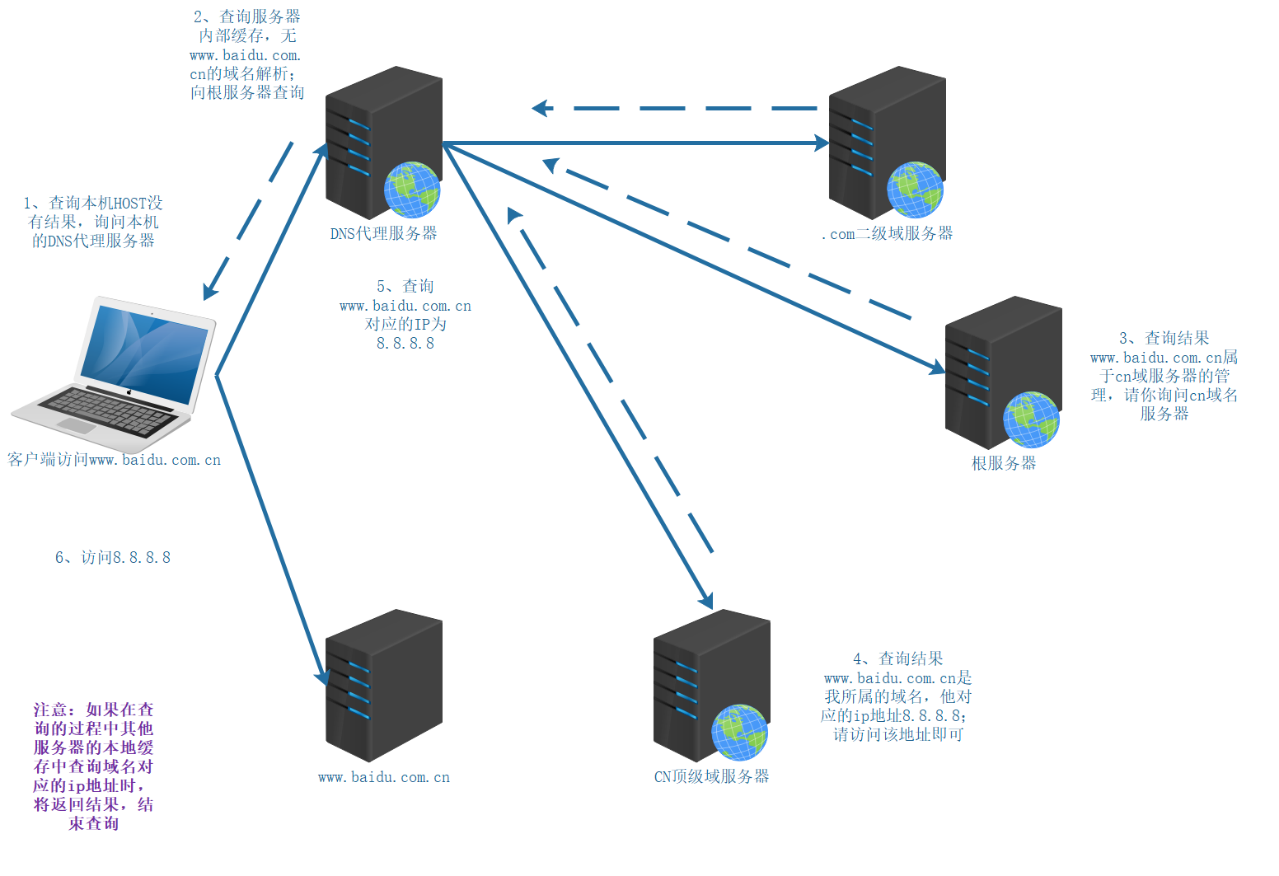 2、查询服务器
内部缓存，无
www.baidu.com.
cn的域名解析；
向根服务器查询
1、查询本机HOST没
有结果，询问本机
的DNS代理服务器
DNS代理服务器
.com二级域服务器
5、查询
www.baidu.com.cn
对应的IP为
8.8.8.8
3、查询结果
www.baidu.com.cn属
于cn域服务器的管
理，请你询问cn域名
服务器
客户端访问www.baidu.com.cn
根服务器
6、访问8.8.8.8
4、查询结果
www.baidu.com.cn是
我所属的域名，他对
应的ip地址8.8.8.8；
请访问该地址即可
注意：如果在查
询的过程中其他
服务器的本地缓
存中查询域名对
应的ip地址时，
将返回结果，结
束查询
www.baidu.com.cn
CN顶级域服务器